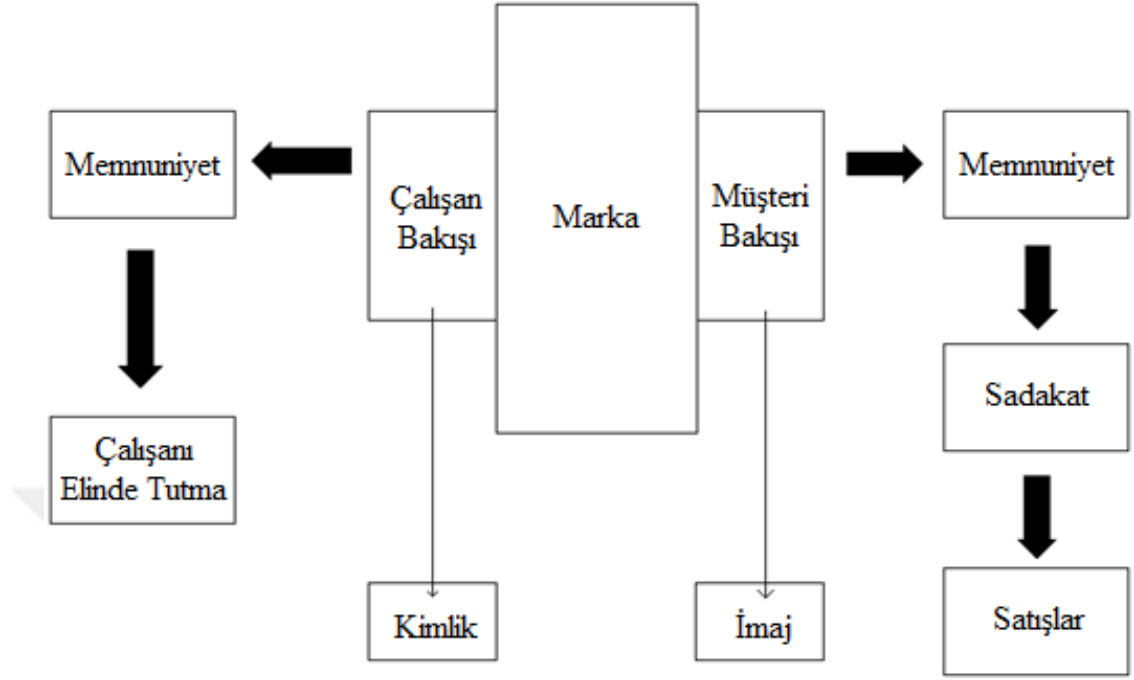 Memnuniyet
Çalışan
Bakışı
Marka
Müşteri
Bakışı
Memnuniyet
Çalışanı
Elinde Tutma
Sadakat
Kimlik
İmaj
Satışlar